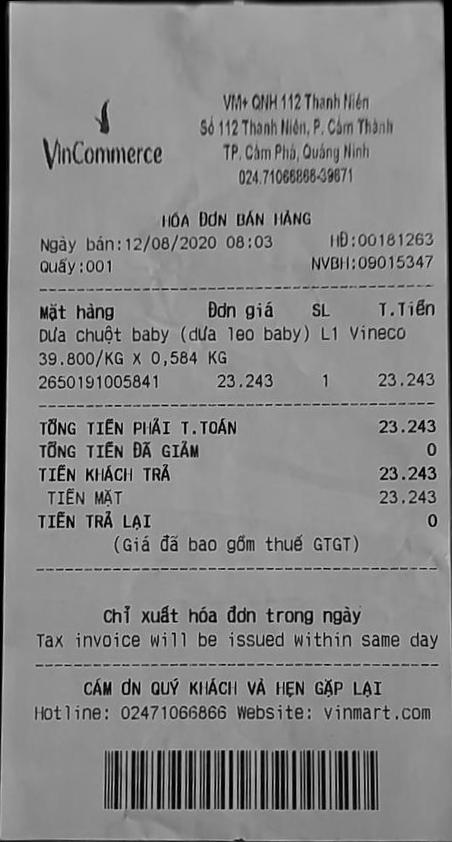 VinCommerce
VM+ QNH 112 Thanh Niên
Số 112 Thanh Niên, P. Cẩm Thành
TP. Cẩm Phả, Quảng Ninh
024.71066866-39671
HÓA ĐƠN BÁN HÀNG
Ngày bán:12/08/2020 08:03 HĐ:00181263
Quầy:001 NVBH:09015347
Mặt hàng Đơn giá SL T.Tiền
Dưa chuột baby (dưa leo baby) L1 Vineco
39.800/KG X 0,584 KG
2650191005841 23.243 1 23.243
TỔNG TIỀN PHẢI T.TOÁN 23.243
TỔNG TIỀN ĐÃ GIẢM 0
TIỀN KHÁCH TRẢ 23.243
TIỀN MẶT 23.243
TIỀN TRẢ LẠI 0
(Giá đã bao gồm thuế GTGT)
Chỉ xuất hóa đơn trong ngày
Tax invoice will be issued within same day
CẢM ƠN QUÝ KHÁCH VÀ HẸN GẶP LẠI
Hotline: 02471066866 Website: vinmart.com